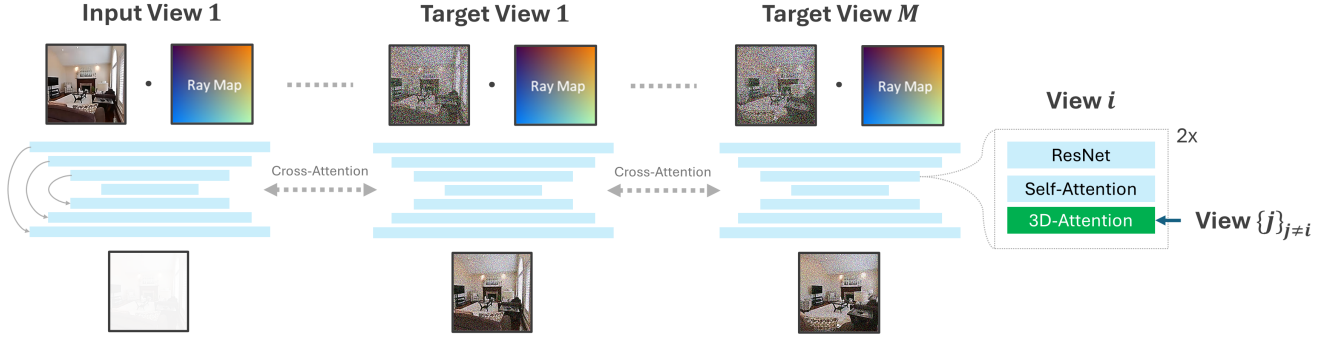 Input View 1
Target View 1
Target View M
Ray Map
Ray Map
Ray Map
View i
2x
Cross-Attention
Cross-Attention
ResNet
Self-Attention
3D-Attention
View {j}_{j≠i}